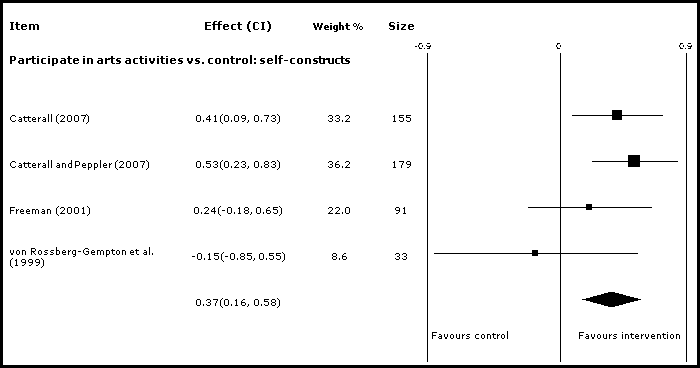 Item Effect (CI) Weight % Size
-0.9 0 0.9
Participate in arts activities vs. control: self-constructs
Catterall (2007) 0.41(0.09, 0.73) 33.2 155
Catterall and Peppler (2007) 0.53(0.23, 0.83) 36.2 179
Freeman (2001) 0.24(-0.18, 0.65) 22.0 91
von Rossberg-Gempton et al.
(1999) -0.15(-0.85, 0.55) 8.6 33
0.37(0.16, 0.58)
Favours control Favours intervention